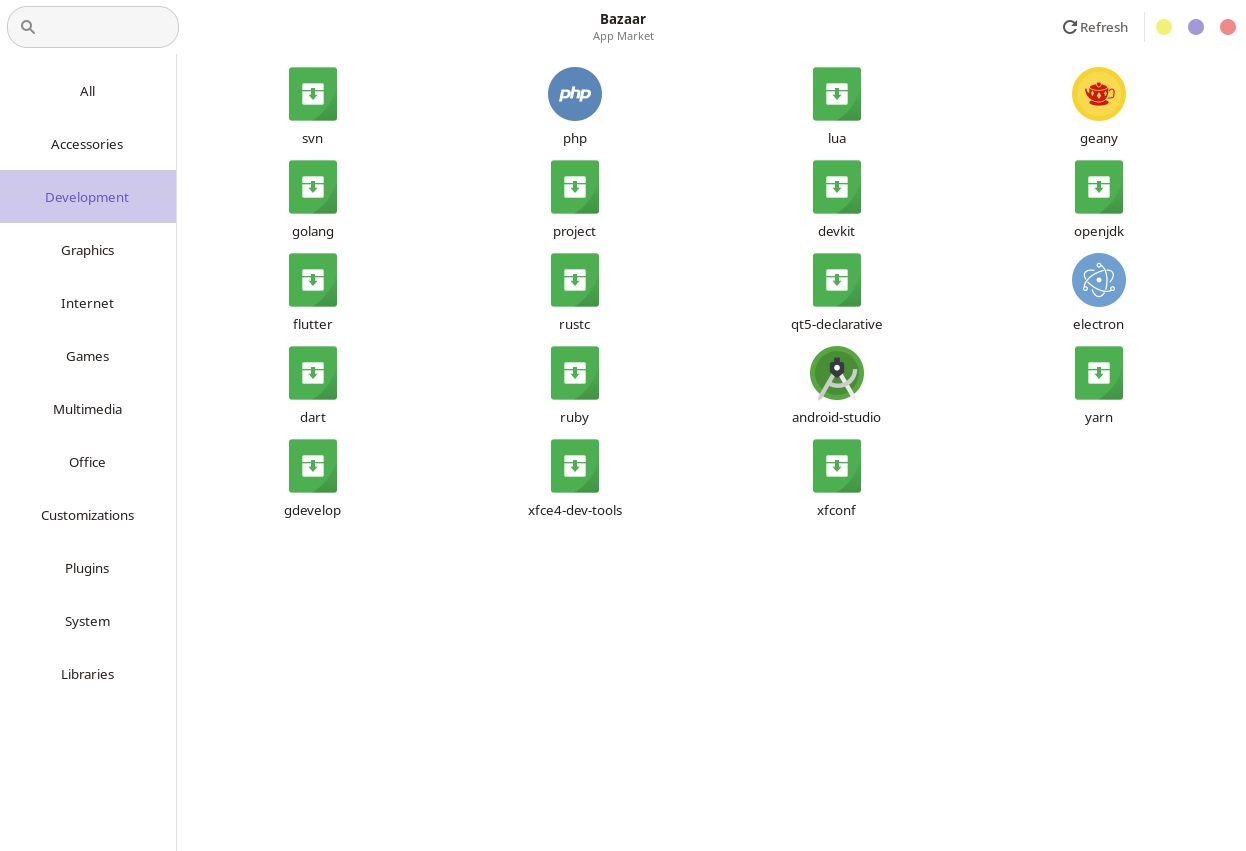 Bazaar
App Market
Refresh
All
Accessories
Development
Graphics
Internet
Games
Multimedia
Office
Customizations
Plugins
System
Libraries
svn
php
php
lua
geany
golang
project
devkit
openjdk
flutter
rustc
qt5-declarative
electron
dart
ruby
android-studio
yarn
gdevelop
xfce4-dev-tools
xfconf